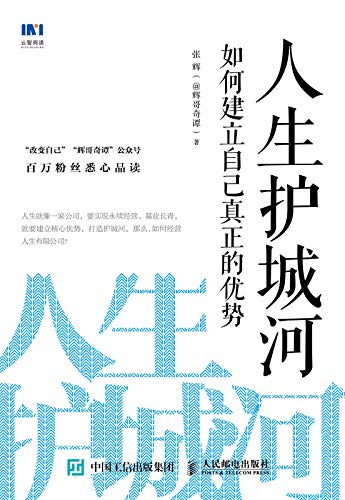 人生护城河
如何建立自己真正的优势
张辉（@辉哥奇谭）著
云智阅读
“改变自己”“辉哥奇谭”公众号
百万粉丝悉心品读
人生就像一家公司，要实现永续经营、基业长青，
就要建立核心优势，打造护城河。那么，如何经营
人生有限公司？
人生
护城河
中国工信出版集团
人民邮电出版社
POSTS & TELECOM PRESS